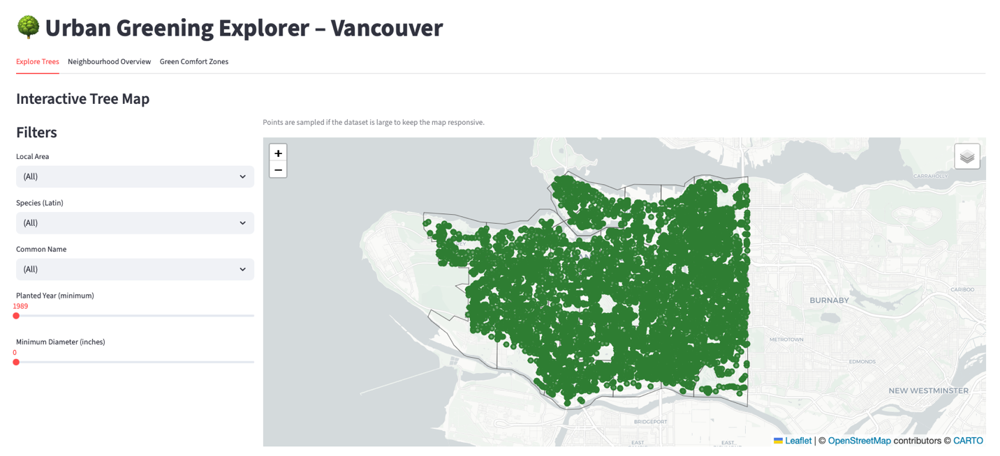 Urban Greening Explorer – Vancouver
Explore Trees Neighbourhood Overview Green Comfort Zones
Interactive Tree Map
Filters
Local Area
(All)
Species (Latin)
(All)
Common Name
(All)
Planted Year (minimum)
1989
Minimum Diameter (inches)
0
Points are sampled if the dataset is large to keep the map responsive.
+
−
CARRAHOLLY
CARIBOO
BURNABY
METROTOWN
EDMONDS
NEW WESTMINSTER
BRIDGEPORT
EAST
EAST
Leaflet | © OpenStreetMap contributors © CARTO